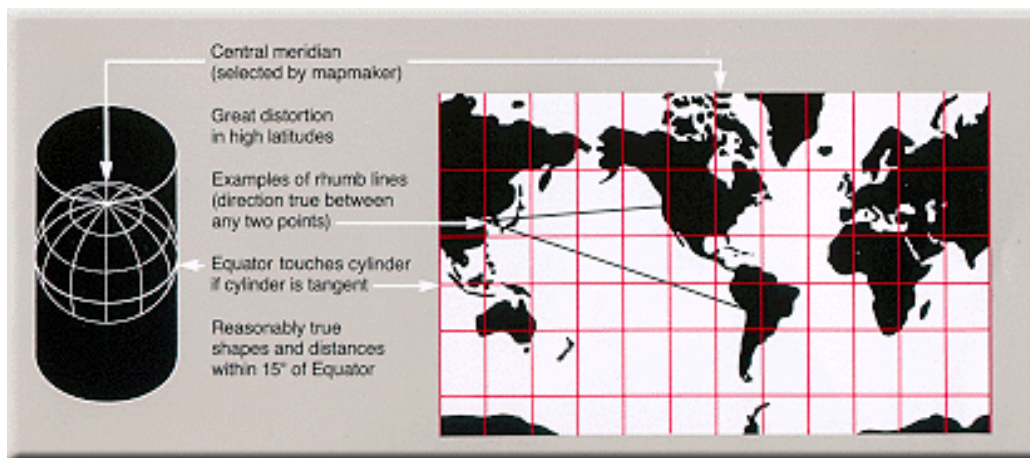 Central meridian
(selected by mapmaker)
Great distortion
in high latitudes
Examples of rhumb lines
(direction true between
any two points)
Equator touches cylinder
if cylinder is tangent
Reasonably true
shapes and distances
within 15° of Equator